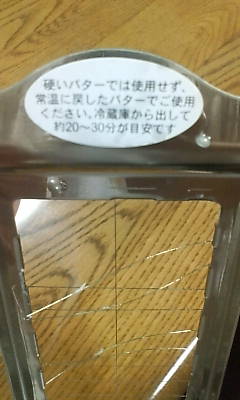 硬いバターでは使用せず、
常温に戻したバターでご使用
ください。冷蔵庫から出して
約20～30分が目安です